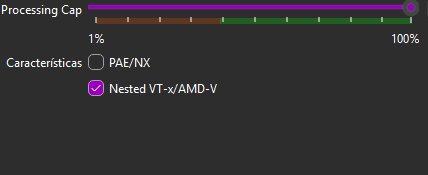 Processing Cap
1% 100%
Características PAE/NX
Nested VT-x/AMD-V